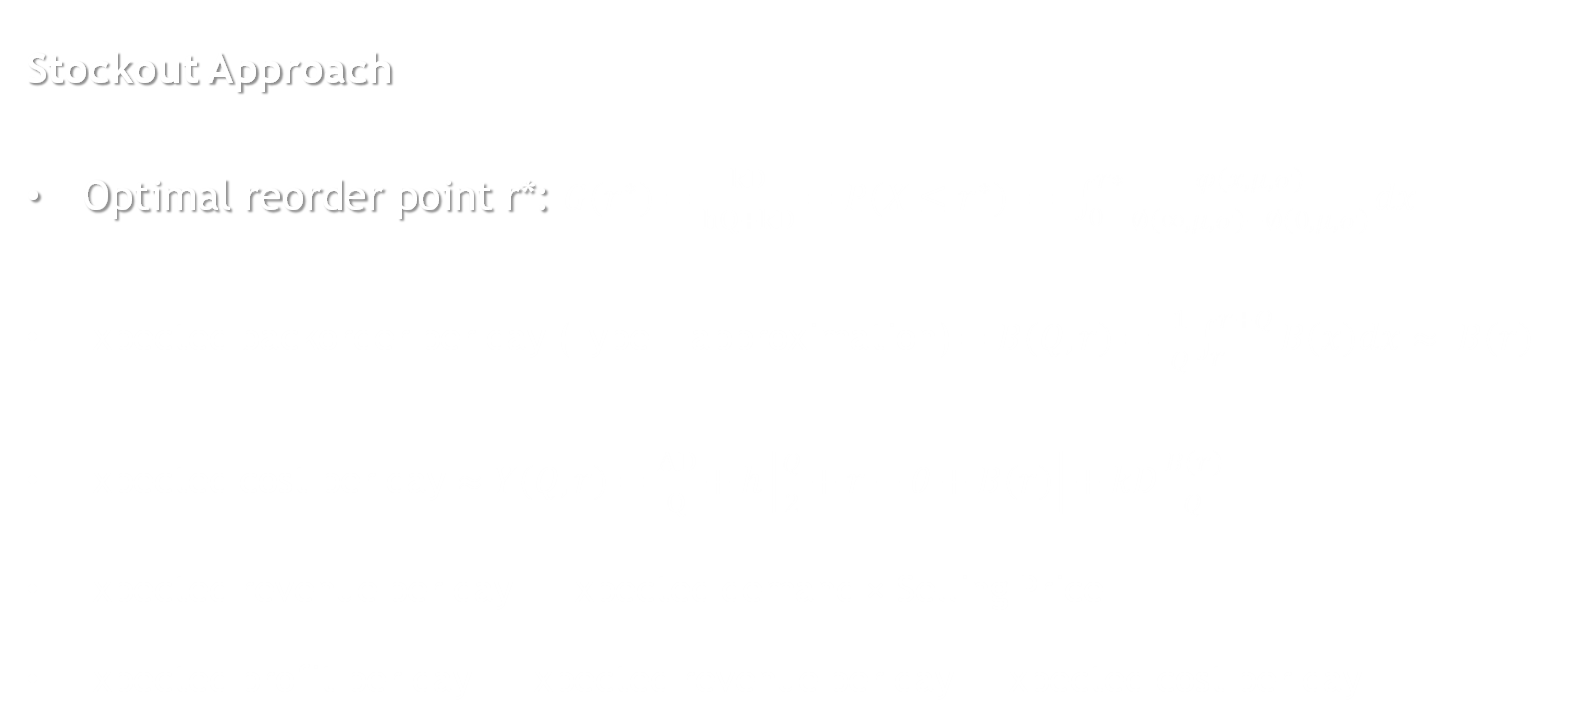 Stockout Approach
• Optimal reorder point r*: